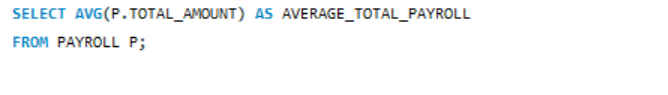 SELECT AVG(P.TOTAL_AMOUNT) AS AVERAGE_TOTAL_PAYROLL
FROM PAYROLL P;